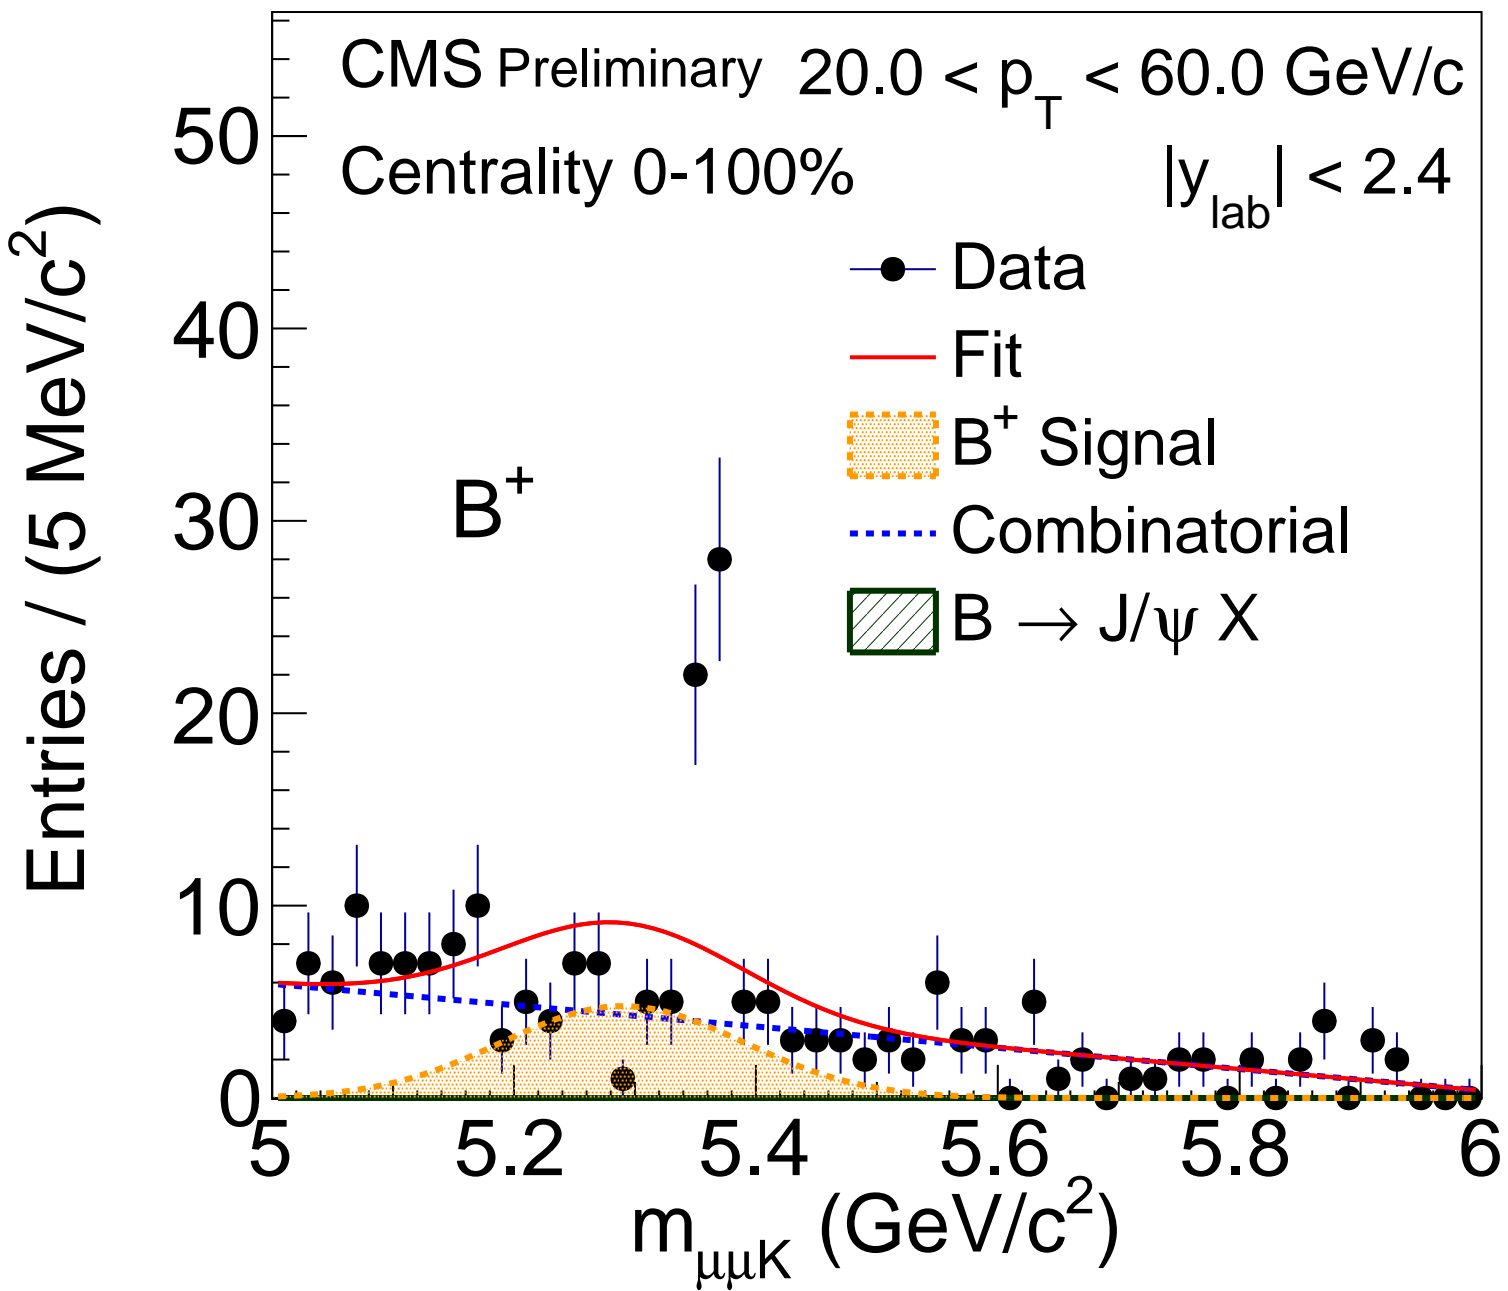 CMS Preliminary 20.0 < p_T < 60.0 GeV/c
Centrality 0-100% |y_lab| < 2.4
Data
Fit
B⁺ Signal
Combinatorial
B → J/ψ X
B⁺
Entries / (5 MeV/c²)
50
40
30
20
10
0
5 5.2 5.4 5.6 5.8 6
m_μμK (GeV/c²)